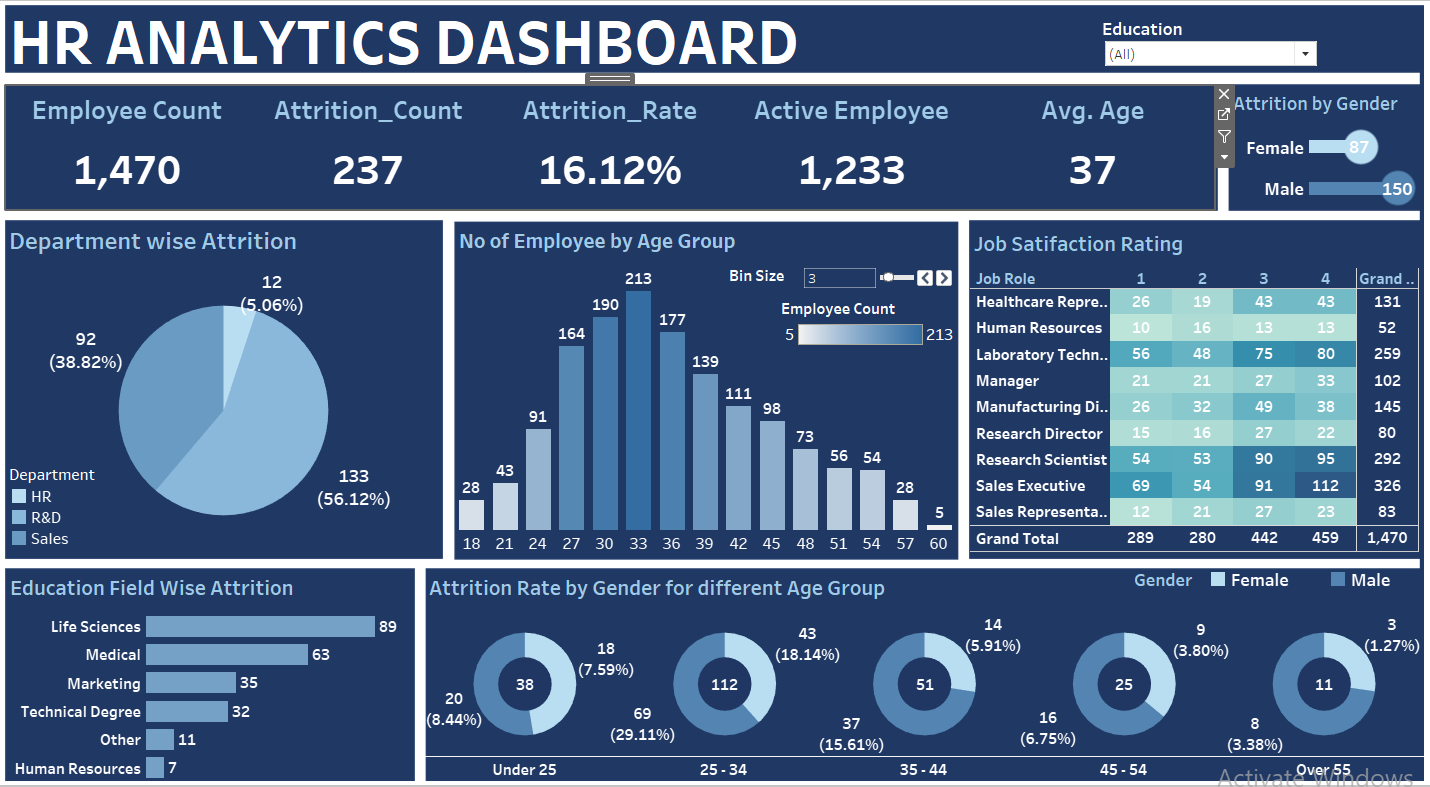 HR ANALYTICS DASHBOARD
Education
(All)
Employee Count
Attrition_Count
Attrition_Rate
Active Employee
Avg. Age
1,470
237
16.12%
1,233
37
Attrition by Gender
Female 87
Male 150
Department wise Attrition
12
(5.06%)
92
(38.82%)
133
(56.12%)
Department
HR
R&D
Sales
No of Employee by Age Group
Bin Size 3
Employee Count
5 213
28 43 91 164 190 213 177 139 111 98 73 56 54 28 5
18 21 24 27 30 33 36 39 42 45 48 51 54 57 60
Job Satifaction Rating
Job Role 1 2 3 4 Grand ..
Healthcare Repre.. 26 19 43 43 131
Human Resources 10 16 13 13 52
Laboratory Techn.. 56 48 75 80 259
Manager 21 21 27 33 102
Manufacturing Di.. 26 32 49 38 145
Research Director 15 16 27 22 80
Research Scientist 54 53 90 95 292
Sales Executive 69 54 91 112 326
Sales Representa.. 12 21 27 23 83
Grand Total 289 280 442 459 1,470
Education Field Wise Attrition
Life Sciences 89
Medical 63
Marketing 35
Technical Degree 32
Other 11
Human Resources 7
Attrition Rate by Gender for different Age Group
Gender Female Male
18
(7.59%)
38
20
(8.44%)
Under 25
43
(18.14%)
112
69
(29.11%)
25 - 34
14
(5.91%)
51
37
(15.61%)
35 - 44
9
(3.80%)
25
16
(6.75%)
45 - 54
3
(1.27%)
11
8
(3.38%)
Over 55
Activate Windows